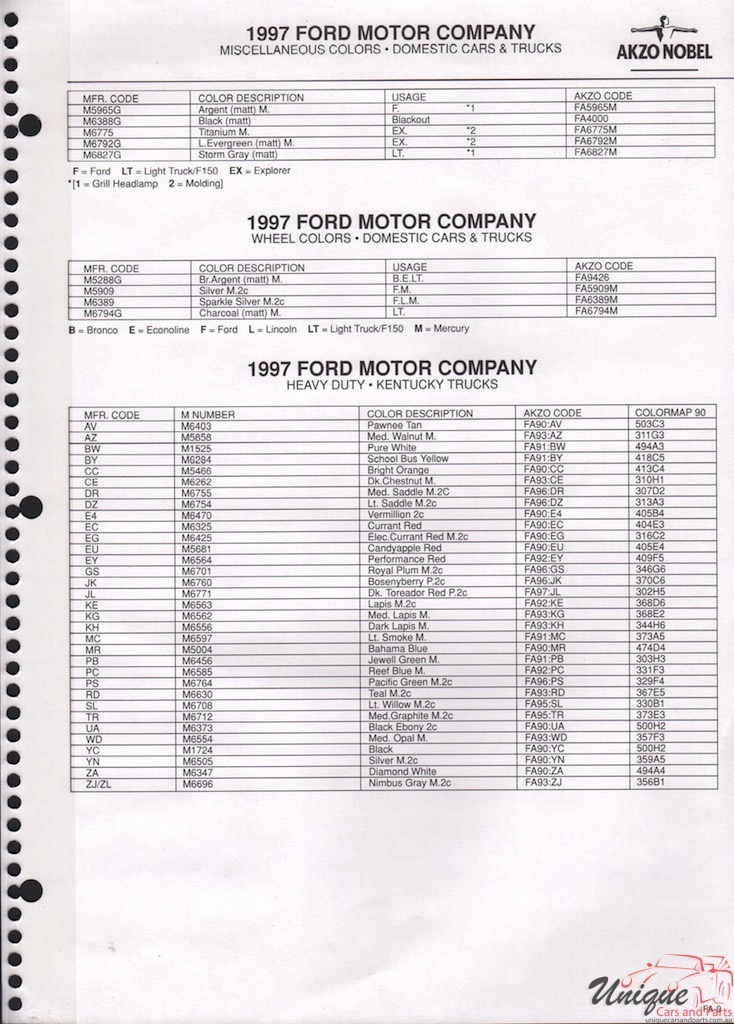 1997 FORD MOTOR COMPANY
MISCELLANEOUS COLORS • DOMESTIC CARS & TRUCKS
AKZO NOBEL
MFR. CODE COLOR DESCRIPTION USAGE AKZO CODE
M5965G Argent (matt) M. F. *1 FA5965M
M6388G Black (matt) Blackout FA4000
M6775 Titanium M. EX. *2 FA6775M
M6792G L.Evergreen (matt) M. EX. *2 FA6792M
M6827G Storm Gray (matt) LT. *1 FA6827M
F = Ford LT = Light Truck/F150 EX = Explorer
*[1 = Grill Headlamp 2 = Molding]
1997 FORD MOTOR COMPANY
WHEEL COLORS • DOMESTIC CARS & TRUCKS
MFR. CODE COLOR DESCRIPTION USAGE AKZO CODE
M5288G Br.Argent (matt) M. B.E.LT. FA9426
M5909 Silver M.2c F.M. FA5909M
M6389 Sparkle Silver M.2c F.L.M. FA6389M
M6794G Charcoal (matt) M. LT. FA6794M
B = Bronco E = Econoline F = Ford L = Lincoln LT = Light Truck/F150 M = Mercury
1997 FORD MOTOR COMPANY
HEAVY DUTY • KENTUCKY TRUCKS
MFR. CODE M NUMBER COLOR DESCRIPTION AKZO CODE COLORMAP 90
AV M6403 Pawnee Tan FA90:AV 503C3
AZ M5858 Med. Walnut M. FA93:AZ 311G3
BW M1525 Pure White FA91:BW 494A3
BY M6284 School Bus Yellow FA91:BY 418C5
CC M5466 Bright Orange FA90:CC 413C4
CE M6262 Dk.Chestnut M. FA93:CE 310H1
DR M6755 Med. Saddle M.2C FA96:DR 307D2
DZ M6754 Lt. Saddle M.2c FA96:DZ 313A3
E4 M6470 Vermillion 2c FA90:E4 405B4
EC M6325 Currant Red FA90:EC 404E3
EG M6425 Elec.Currant Red M.2c FA90:EG 316C2
EU M5681 Candyapple Red FA90:EU 405E4
EY M6564 Performance Red FA92:EY 409F5
GS M6701 Royal Plum M.2c FA96:GS 346G6
JK M6760 Bosenyberry P.2c FA96:JK 370C6
JL M6771 Dk. Toreador Red P.2c FA97:JL 302H5
KE M6563 Lapis M.2c FA92:KE 368D6
KG M6562 Med. Lapis M. FA93:KG 368E2
KH M6556 Dark Lapis M. FA93:KH 344H6
MC M6597 Lt. Smoke M. FA91:MC 373A5
MR M5004 Bahama Blue FA90:MR 474D4
PB M6456 Jewell Green M. FA91:PB 303H3
PC M6585 Reef Blue M. FA92:PC 331F3
PS M6764 Pacific Green M.2c FA96:PS 329F4
RD M6630 Teal M.2c FA93:RD 367E5
SL M6708 Lt. Willow M.2c FA95:SL 330B1
TR M6712 Med.Graphite M.2c FA95:TR 373E3
UA M6373 Black Ebony 2c FA90:UA 500H2
WD M6554 Med. Opal M. FA93:WD 357F3
YC M1724 Black FA90:YC 500H2
YN M6505 Silver M.2c FA90:YN 359A5
ZA M6347 Diamond White FA90:ZA 494A4
ZJ/ZL M6696 Nimbus Gray M.2c FA93:ZJ 356B1
FA-9
Unique
Cars and Parts
uniquecarsandparts.com.au